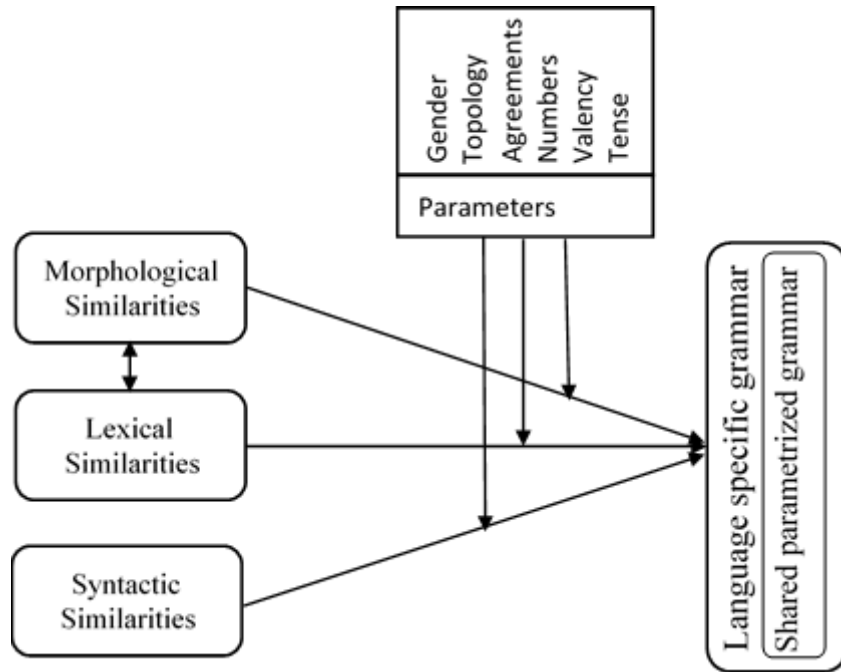 Gender
Topology
Agreements
Numbers
Valency
Tense
Parameters
Morphological
Similarities
Lexical
Similarities
Syntactic
Similarities
Language specific grammar
Shared parametrized grammar